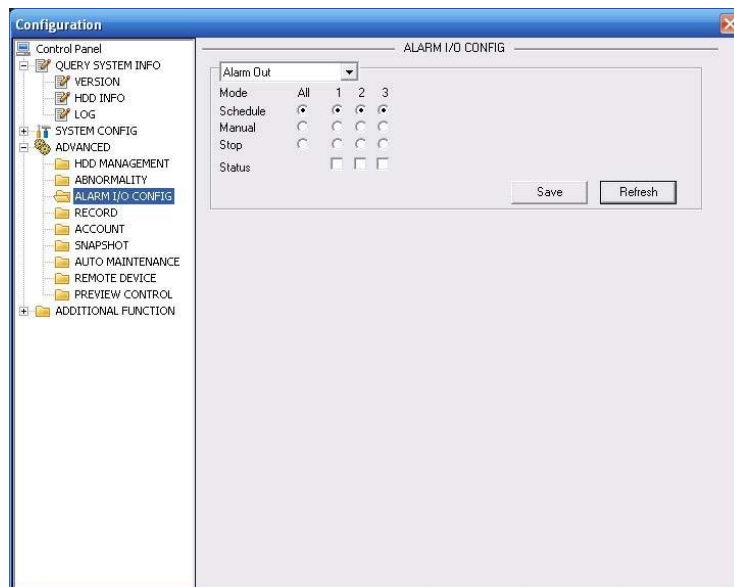 Configuration
Control Panel
QUERY SYSTEM INFO
VERSION
HDD INFO
LOG
SYSTEM CONFIG
ADVANCED
HDD MANAGEMENT
ABNORMALITY
ALARM I/O CONFIG
RECORD
ACCOUNT
SNAPSHOT
AUTO MAINTENANCE
REMOTE DEVICE
PREVIEW CONTROL
ADDITIONAL FUNCTION
ALARM I/O CONFIG
Alarm Out
Mode All 1 2 3
Schedule
Manual
Stop
Status
Save Refresh